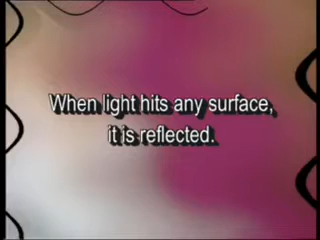 When light hits any surface,
it is reflected.